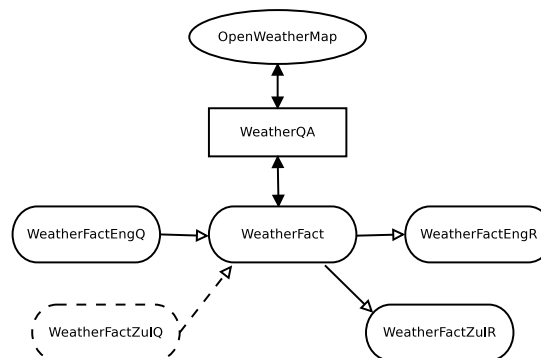 OpenWeatherMap
WeatherQA
WeatherFactEngQ
WeatherFact
WeatherFactEngR
WeatherFactZulQ
WeatherFactZulR